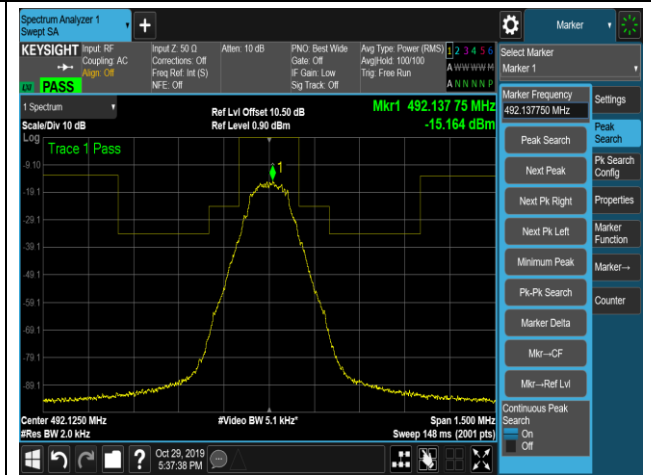 Spectrum Analyzer 1
Swept SA
+
Marker
KEYSIGHT
Input: RF
Coupling: AC
Align: Off
Input Z: 50 Ω
Corrections: Off
Freq Ref: Int (S)
NFE: Off
Atten: 10 dB
PNO: Best Wide
Gate: Off
IF Gain: Low
Sig Track: Off
Avg Type: Power (RMS)
Avg|Hold: 100/100
Trig: Free Run
1 2 3 4 5 6
A W W W W M
A N N N N P
LXI
PASS
Select Marker
Marker 1
1 Spectrum
Scale/Div 10 dB
Ref Lvl Offset 10.50 dB
Ref Level 0.90 dBm
Mkr1 492.137 75 MHz
-15.164 dBm
Log
Trace 1 Pass
1
-9.10
-19.1
-29.1
-39.1
-49.1
-59.1
-69.1
-79.1
-89.1
Center 492.1250 MHz
#Res BW 2.0 kHz
#Video BW 5.1 kHz*
Span 1.500 MHz
Sweep 148 ms (2001 pts)
Marker Frequency
492.137750 MHz
Peak Search
Next Peak
Next Pk Right
Next Pk Left
Minimum Peak
Pk-Pk Search
Marker Delta
Mkr→CF
Mkr→Ref Lvl
Continuous Peak
Search
On
Off
Settings
Peak
Search
Pk Search
Config
Properties
Marker
Function
Marker→
Counter
?
Oct 29, 2019
5:37:38 PM